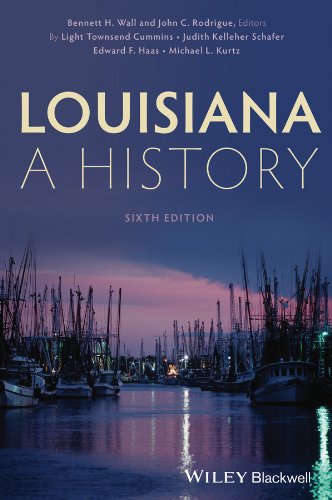 Bennett H. Wall and John C. Rodrigue, Editors
By Light Townsend Cummins • Judith Kelleher Schafer
Edward F. Haas • Michael L. Kurtz
LOUISIANA
A HISTORY
SIXTH EDITION
WILEY Blackwell